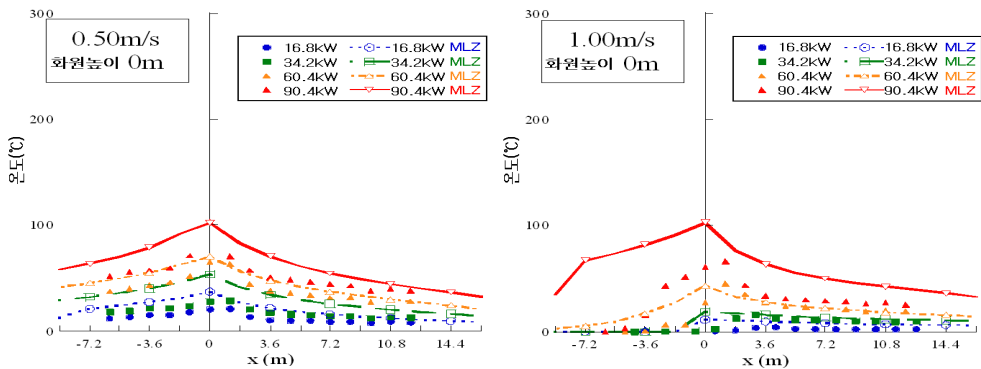 300
0.50m/s
화원높이 0m
16.8kW 16.8kW MLZ
34.2kW 34.2kW MLZ
60.4kW 60.4kW MLZ
90.4kW 90.4kW MLZ
200
온도(℃)
100
0
-7.2 -3.6 0 3.6 7.2 10.8 14.4
x (m)
300
1.00m/s
화원높이 0m
16.8kW 16.8kW MLZ
34.2kW 34.2kW MLZ
60.4kW 60.4kW MLZ
90.4kW 90.4kW MLZ
200
온도(℃)
100
0
-7.2 -3.6 0 3.6 7.2 10.8 14.4
x (m)